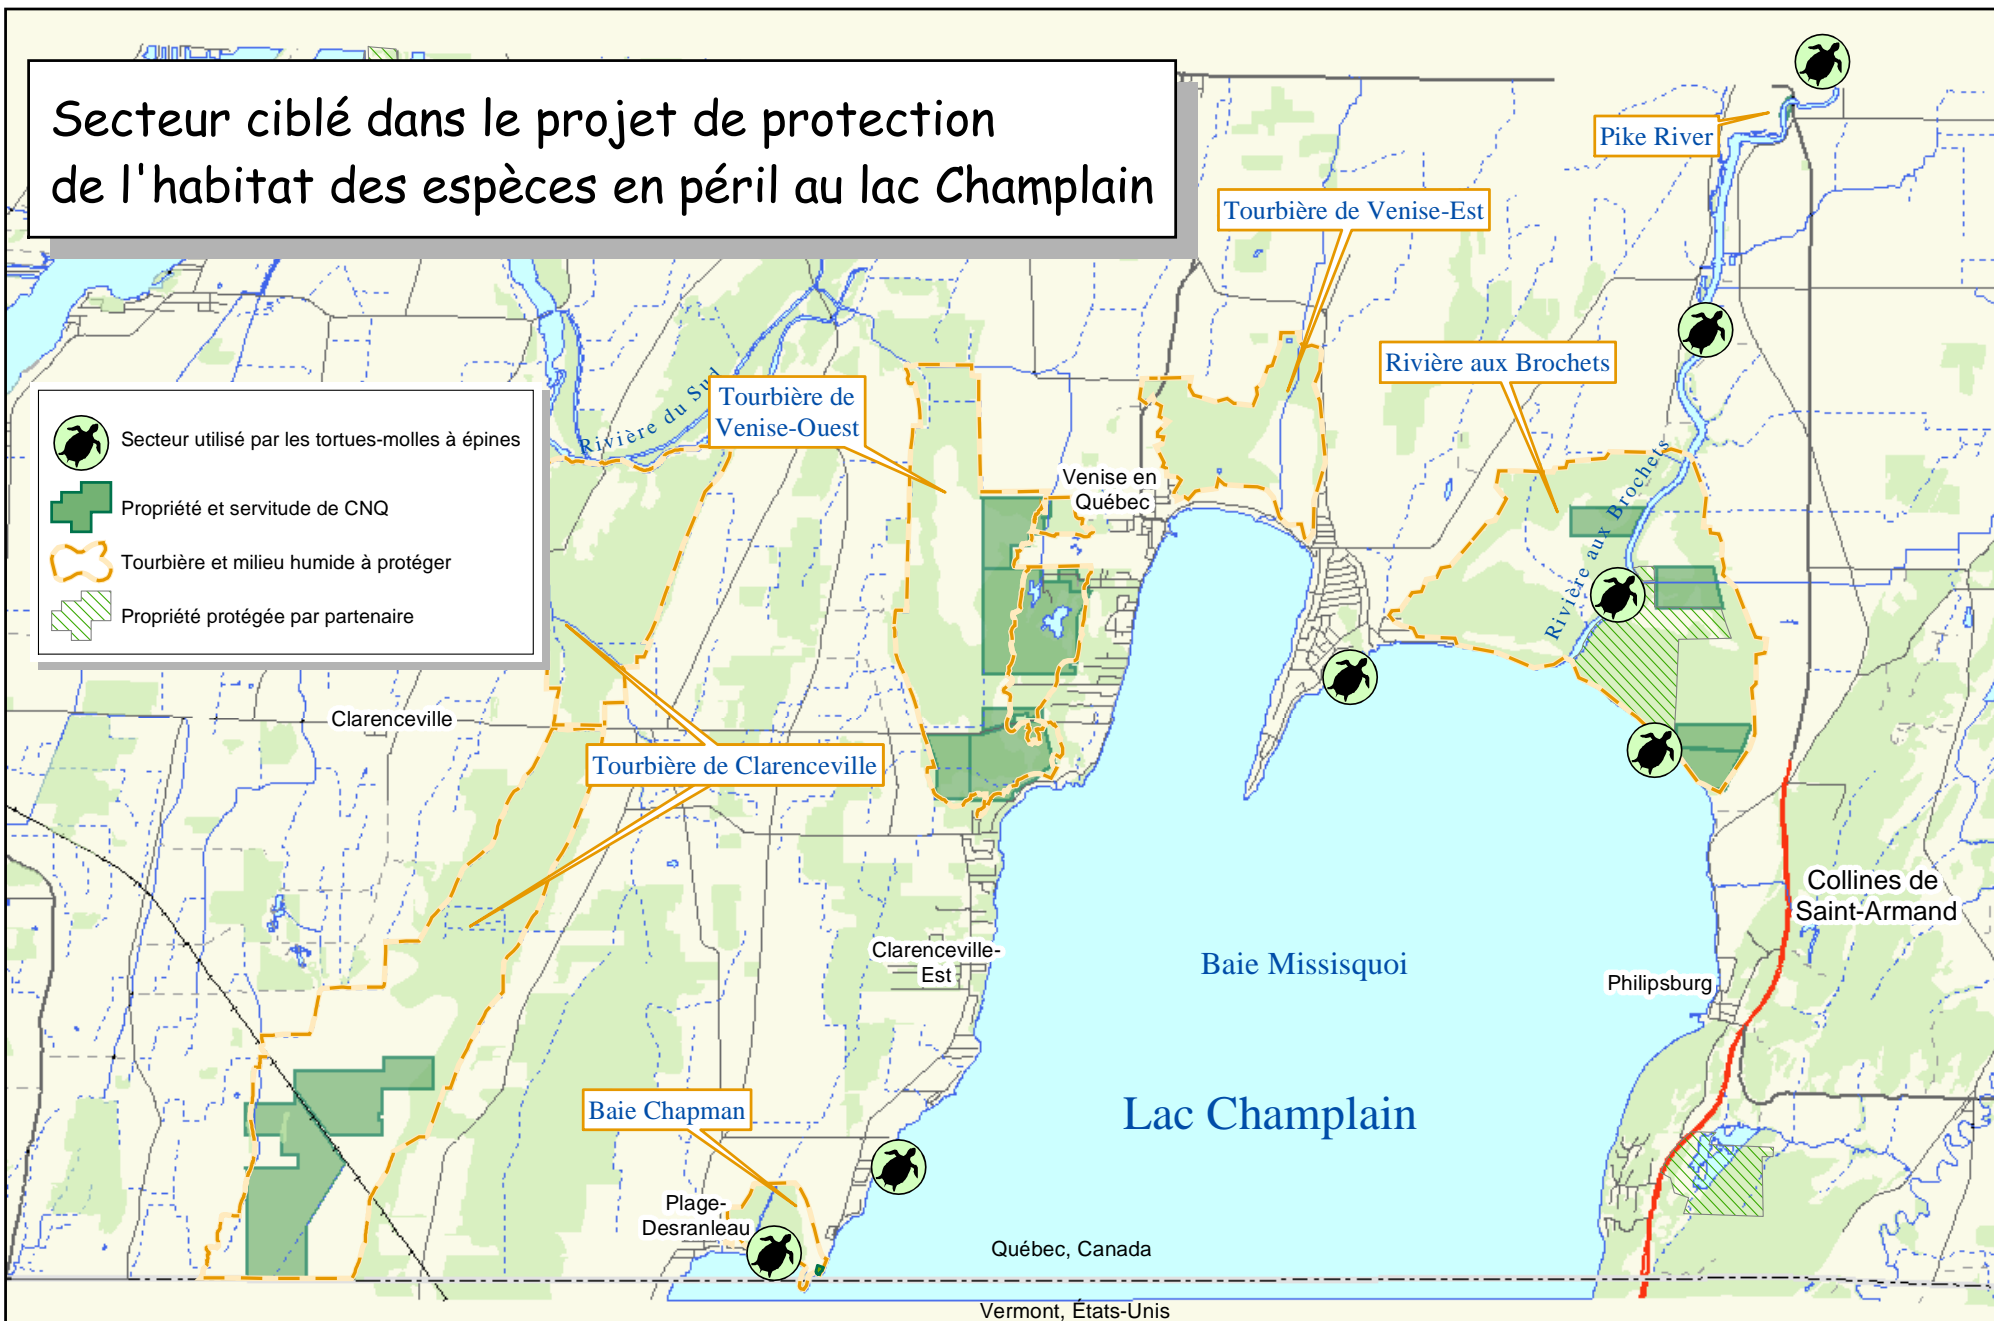 Secteur ciblé dans le projet de protection
de l'habitat des espèces en péril au lac Champlain
Pike River
Tourbière de Venise-Est
Rivière aux Brochets
Rivière du Sud
Tourbière de
Venise-Ouest
Secteur utilisé par les tortues-molles à épines
Propriété et servitude de CNQ
Tourbière et milieu humide à protéger
Propriété protégée par partenaire
Venise en
Québec
Rivière aux Brochets
Clarenceville
Tourbière de Clarenceville
Collines de
Saint-Armand
Clarenceville-
Est
Baie Missisquoi
Philipsburg
Baie Chapman
Lac Champlain
Plage-
Desranleau
Québec, Canada
Vermont, États-Unis